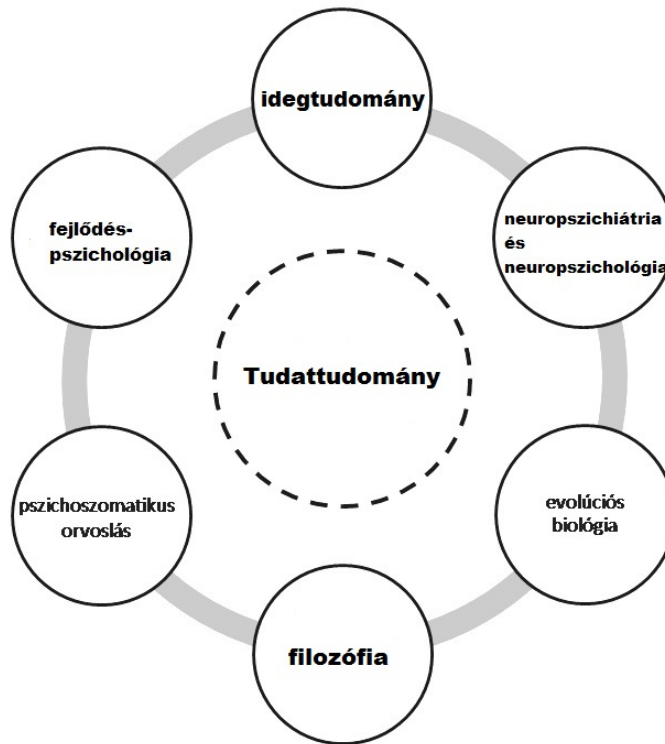 idegtudomány
fejlődés-
pszichológia
neuropszichiátria
és
neuropszichológia
Tudattudomány
pszichoszomatikus
orvoslás
evolúciós
biológia
filozófia